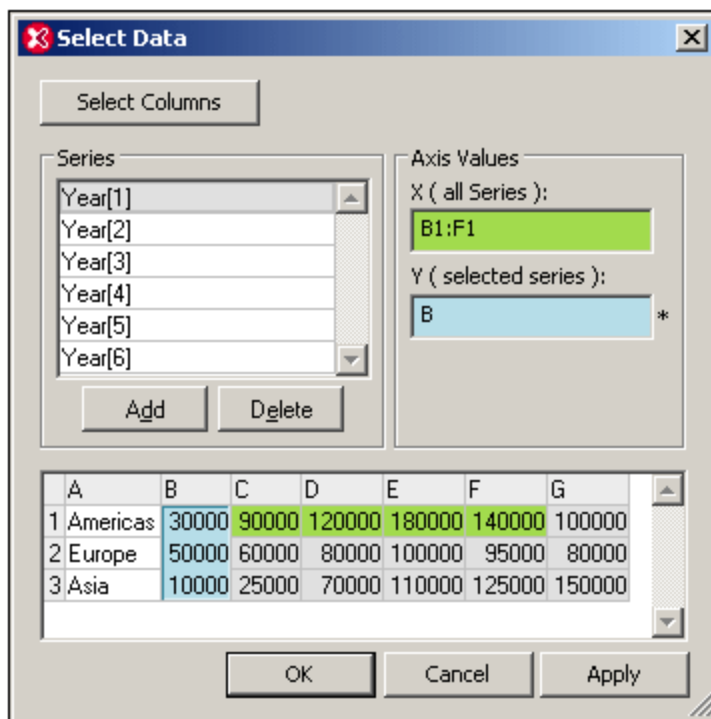 Select Data
Select Columns
Series
Year[1]
Year[2]
Year[3]
Year[4]
Year[5]
Year[6]
Add Delete
Axis Values
X ( all Series ):
B1:F1
Y ( selected series ):
B *
A B C D E F G
1 Americas 30000 90000 120000 180000 140000 100000
2 Europe 50000 60000 80000 100000 95000 80000
3 Asia 10000 25000 70000 110000 125000 150000
OK Cancel Apply